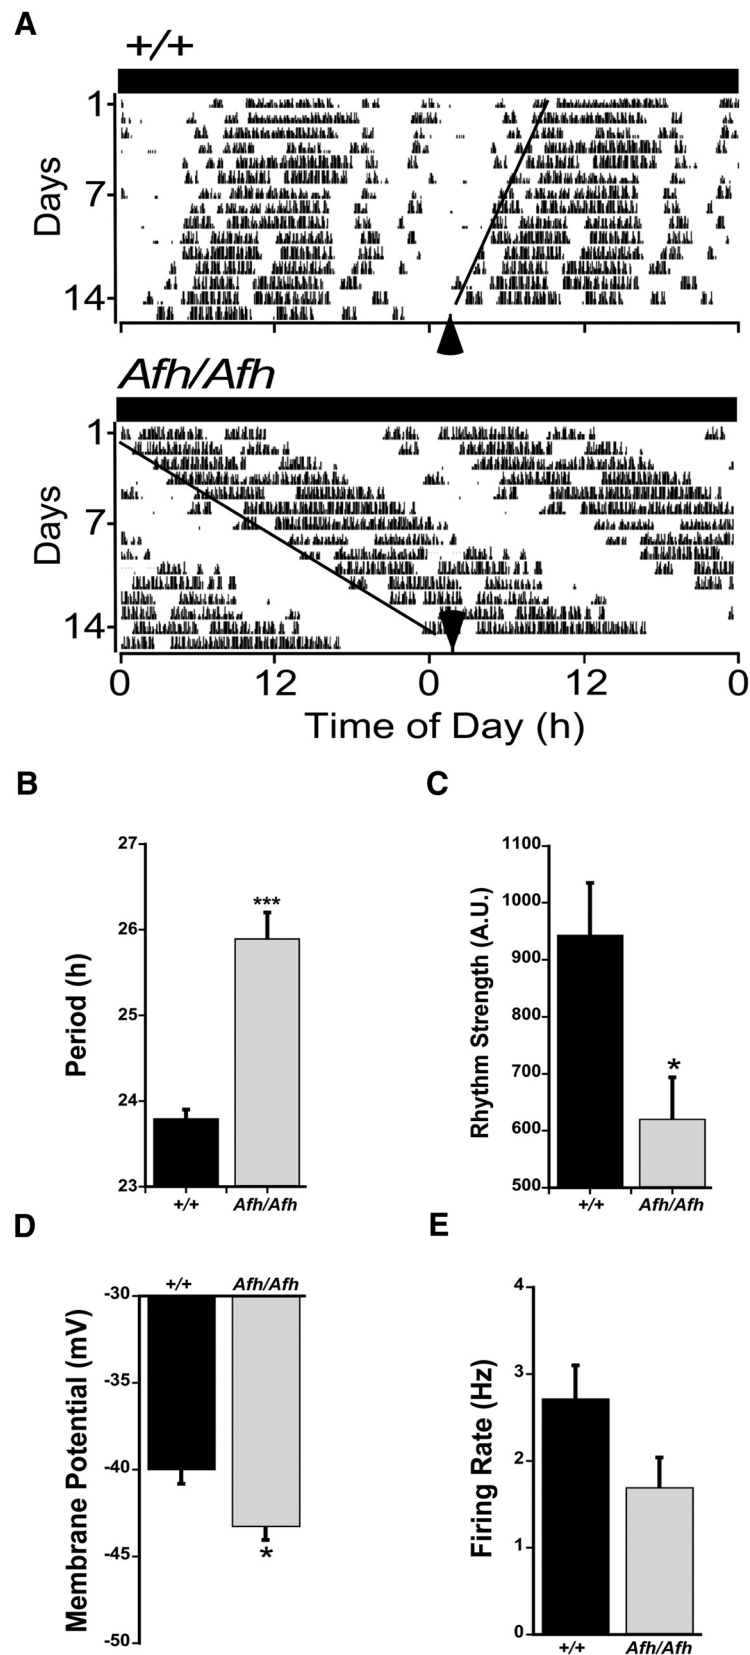 A
+/+
1
7
14
Days
Afh/Afh
1
7
14
Days
0 12 0 12 0
Time of Day (h)
B
27
26
25
24
23
Period (h)
***
+/+ Afh/Afh
C
1100
1000
900
800
700
600
500
Rhythm Strength (A.U.)
*
+/+ Afh/Afh
D
+/+ Afh/Afh
-30
-35
-40
-45
-50
Membrane Potential (mV)
*
E
4
3
2
1
0
Firing Rate (Hz)
+/+ Afh/Afh